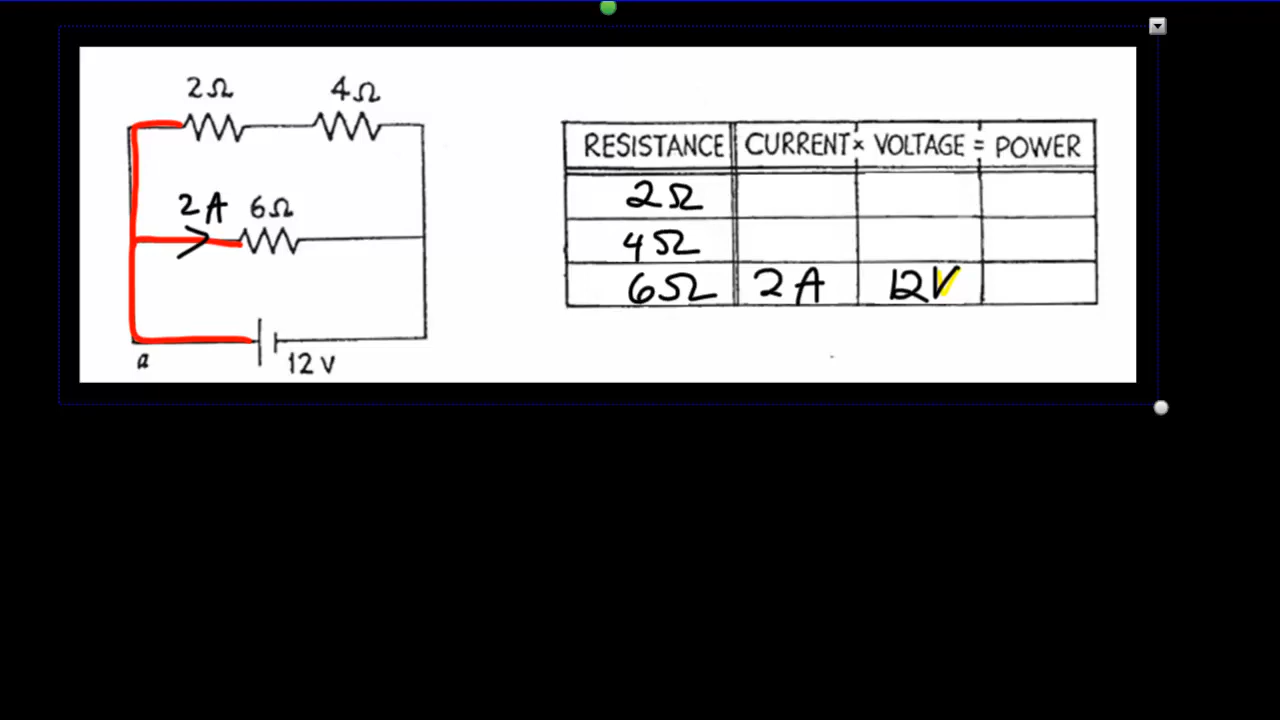 2Ω 4Ω
2A 6Ω
a 12 V
RESISTANCE CURRENT × VOLTAGE = POWER
2Ω
4Ω
6Ω 2A 12V